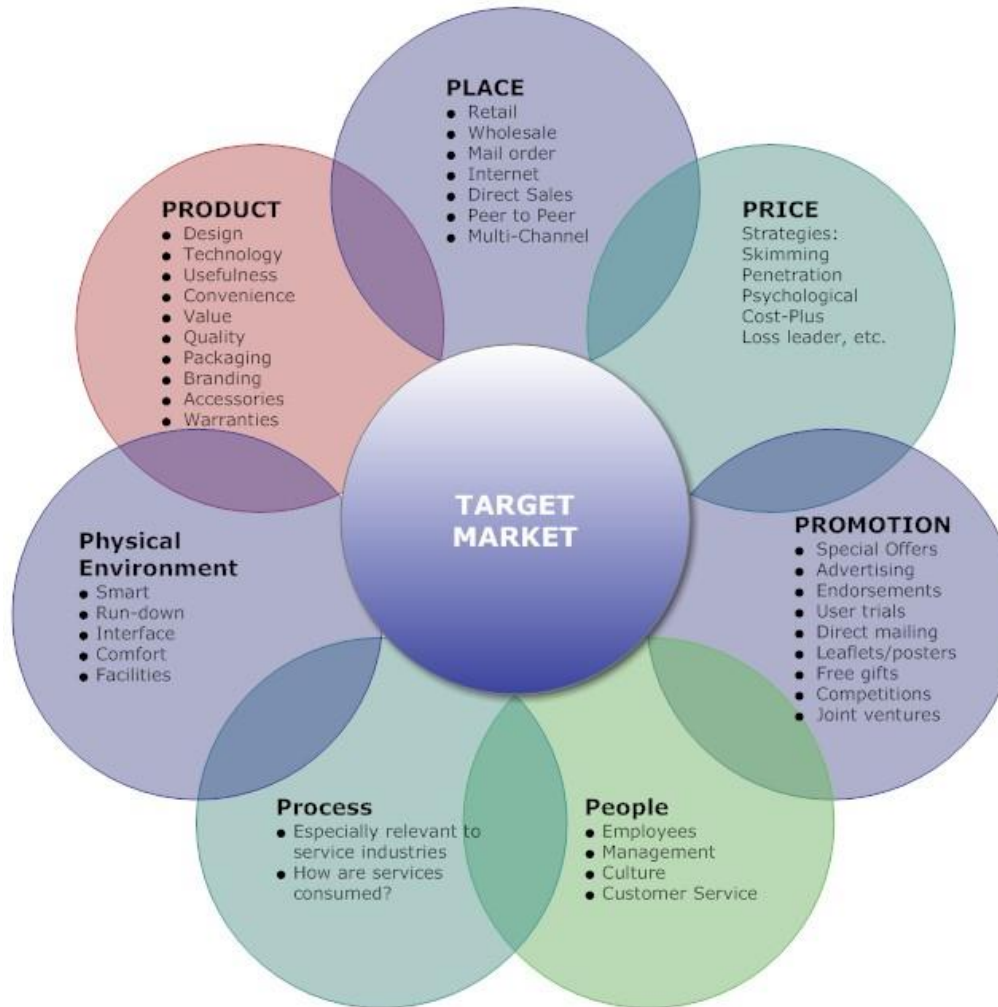 PLACE
● Retail
● Wholesale
● Mail order
● Internet
● Direct Sales
● Peer to Peer
● Multi-Channel
PRICE
Strategies:
Skimming
Penetration
Psychological
Cost-Plus
Loss leader, etc.
PROMOTION
● Special Offers
● Advertising
● Endorsements
● User trials
● Direct mailing
● Leaflets/posters
● Free gifts
● Competitions
● Joint ventures
People
● Employees
● Management
● Culture
● Customer Service
Process
● Especially relevant to
service industries
● How are services
consumed?
Physical
Environment
● Smart
● Run-down
● Interface
● Comfort
● Facilities
PRODUCT
● Design
● Technology
● Usefulness
● Convenience
● Value
● Quality
● Packaging
● Branding
● Accessories
● Warranties
TARGET
MARKET